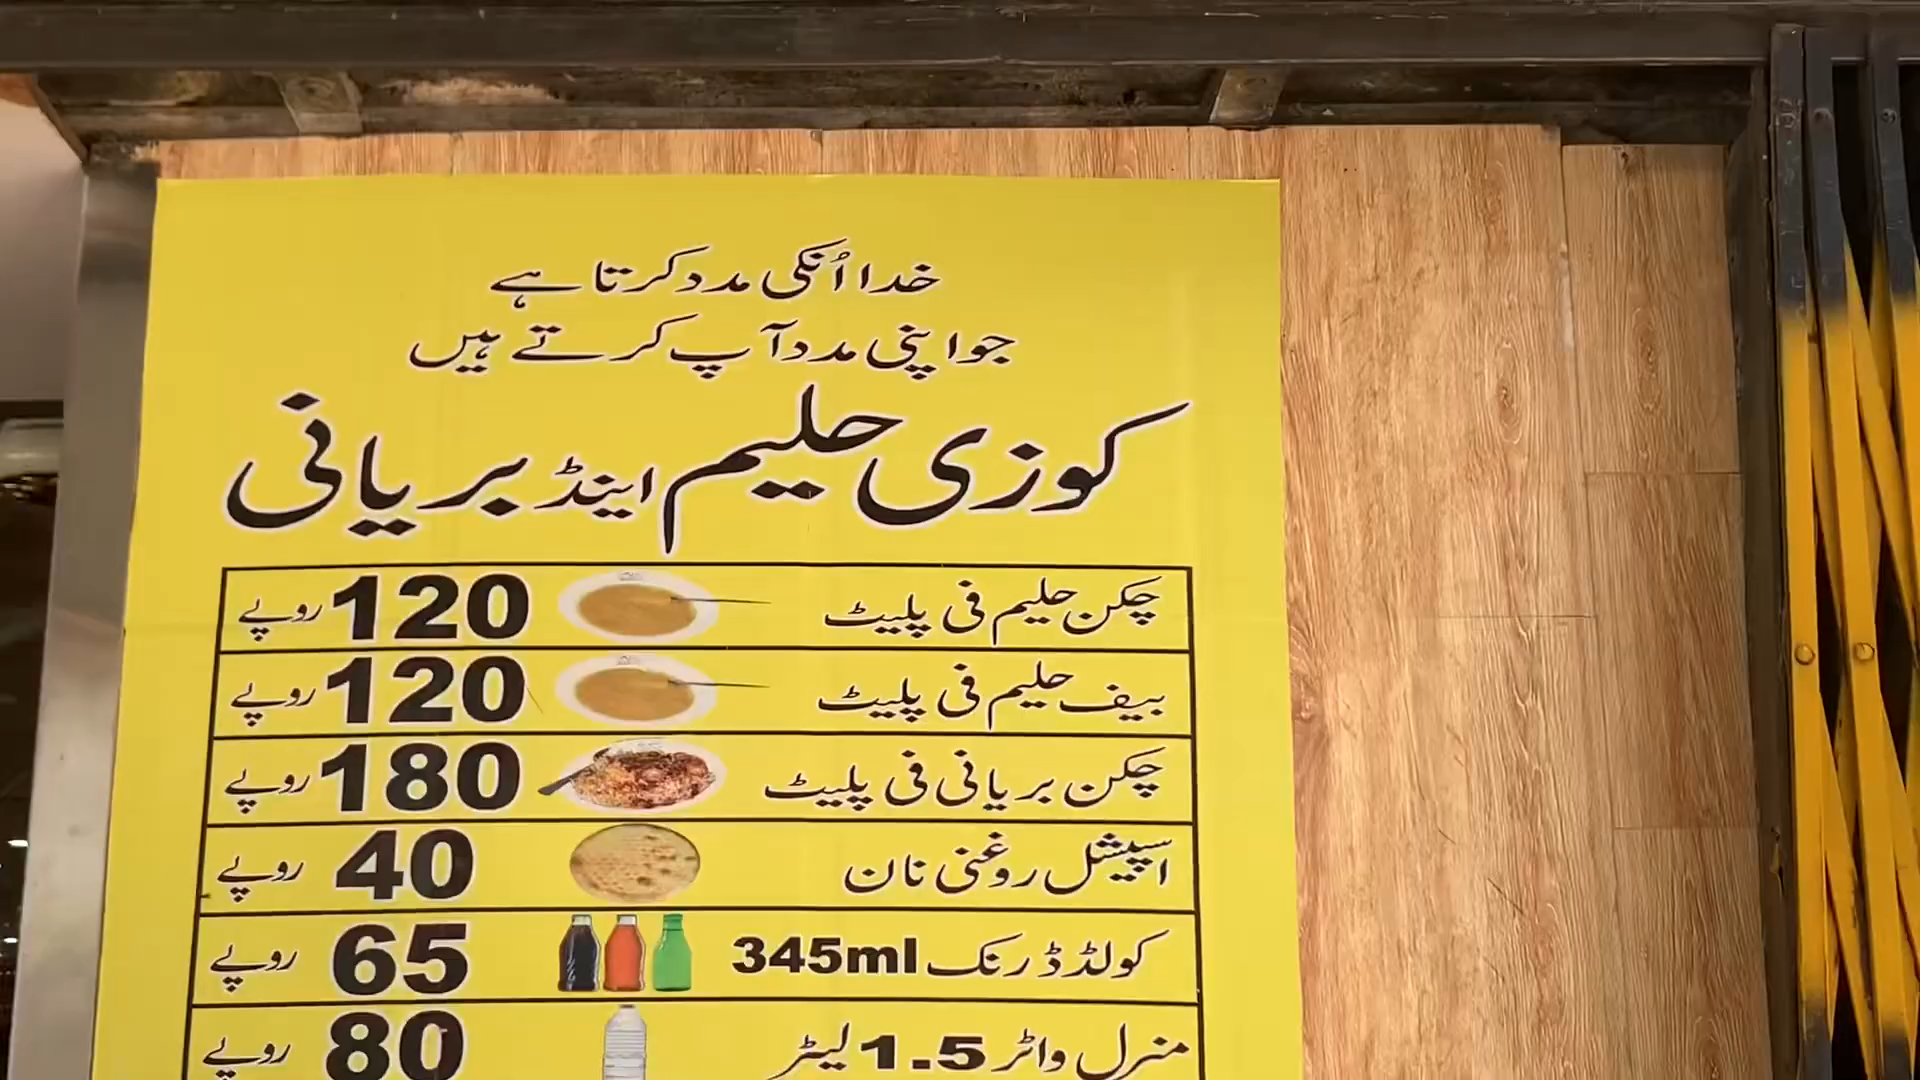 خدا اُنکی مدد کرتا ہے
جو اپنی مدد آپ کرتے ہیں
کوزی حلیم اینڈ بریانی
چکن حلیم فی پلیٹ 120 روپے
بیف حلیم فی پلیٹ 120 روپے
چکن بریانی فی پلیٹ 180 روپے
اسپیشل روغنی نان 40 روپے
کولڈ ڈرنک 345ml 65 روپے
منرل واٹر 1.5 لیٹر 80 روپے